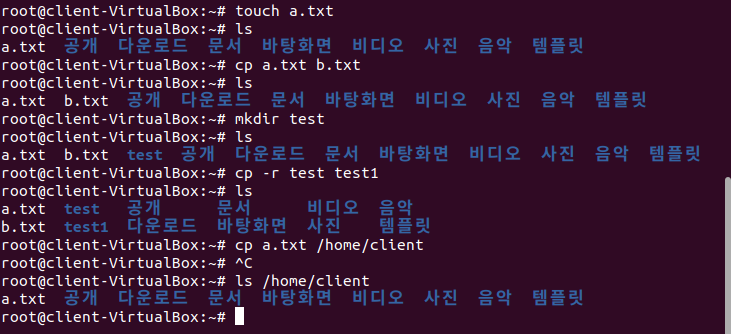 root@client-VirtualBox:~# touch a.txt
root@client-VirtualBox:~# ls
a.txt  공개  다운로드  문서  바탕화면  비디오  사진  음악  템플릿
root@client-VirtualBox:~# cp a.txt b.txt
root@client-VirtualBox:~# ls
a.txt  b.txt  공개  다운로드  문서  바탕화면  비디오  사진  음악  템플릿
root@client-VirtualBox:~# mkdir test
root@client-VirtualBox:~# ls
a.txt  b.txt  test  공개  다운로드  문서  바탕화면  비디오  사진  음악  템플릿
root@client-VirtualBox:~# ls
root@client-VirtualBox:~# cp -r test test1
root@client-VirtualBox:~# ls
a.txt  test   공개      문서      비디오  음악
b.txt  test1  다운로드  바탕화면  사진    템플릿
root@client-VirtualBox:~# cp a.txt /home/client
root@client-VirtualBox:~# ^C
root@client-VirtualBox:~# ls /home/client
a.txt  공개  다운로드  문서  바탕화면  비디오  사진  음악  템플릿
root@client-VirtualBox:~#